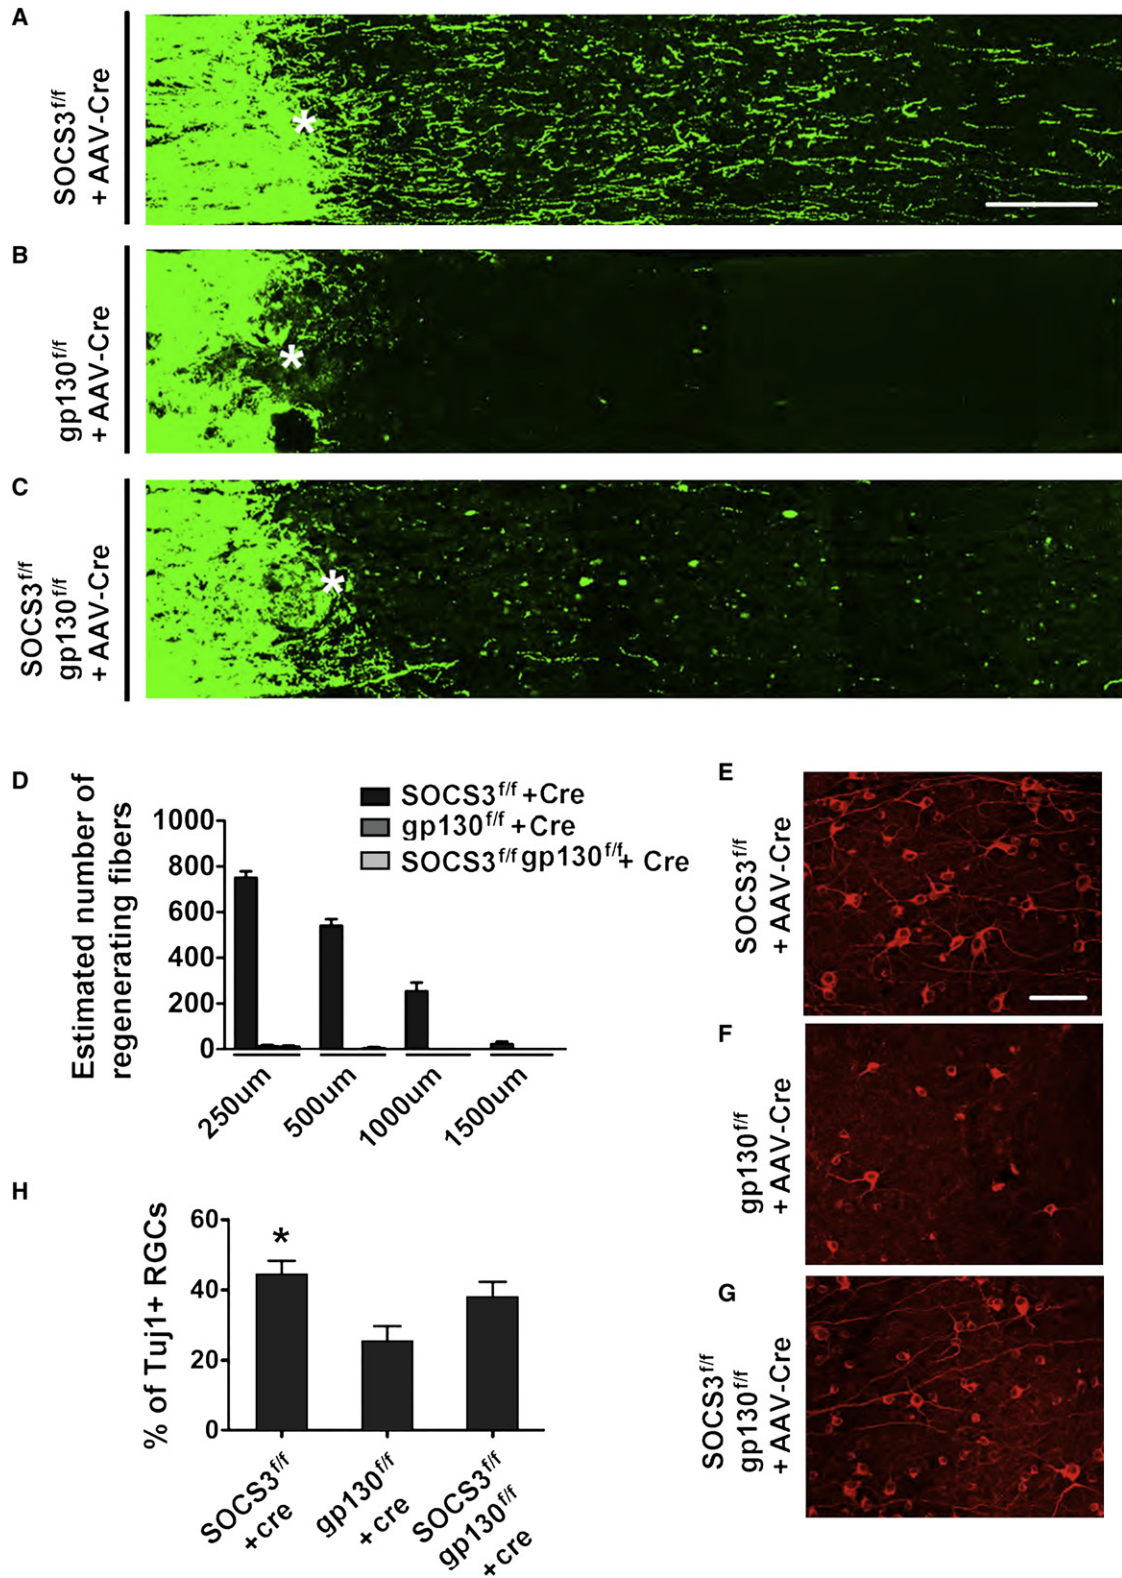 A
SOCS3f/f
+ AAV-Cre
*
B
gp130f/f
+ AAV-Cre
*
C
SOCS3f/f
gp130f/f
+ AAV-Cre
*
D
Estimated number of
regenerating fibers
1000
800
600
400
200
0
250um
500um
1000um
1500um
SOCS3f/f +Cre
gp130f/f +Cre
SOCS3f/f gp130f/f + Cre
E
SOCS3f/f
+ AAV-Cre
F
gp130f/f
+ AAV-Cre
G
SOCS3f/f
gp130f/f
+ AAV-Cre
H
% of Tuj1+ RGCs
60
40
20
0
*
SOCS3f/f
+cre
gp130f/f
+cre
SOCS3f/f
gp130f/f
+cre